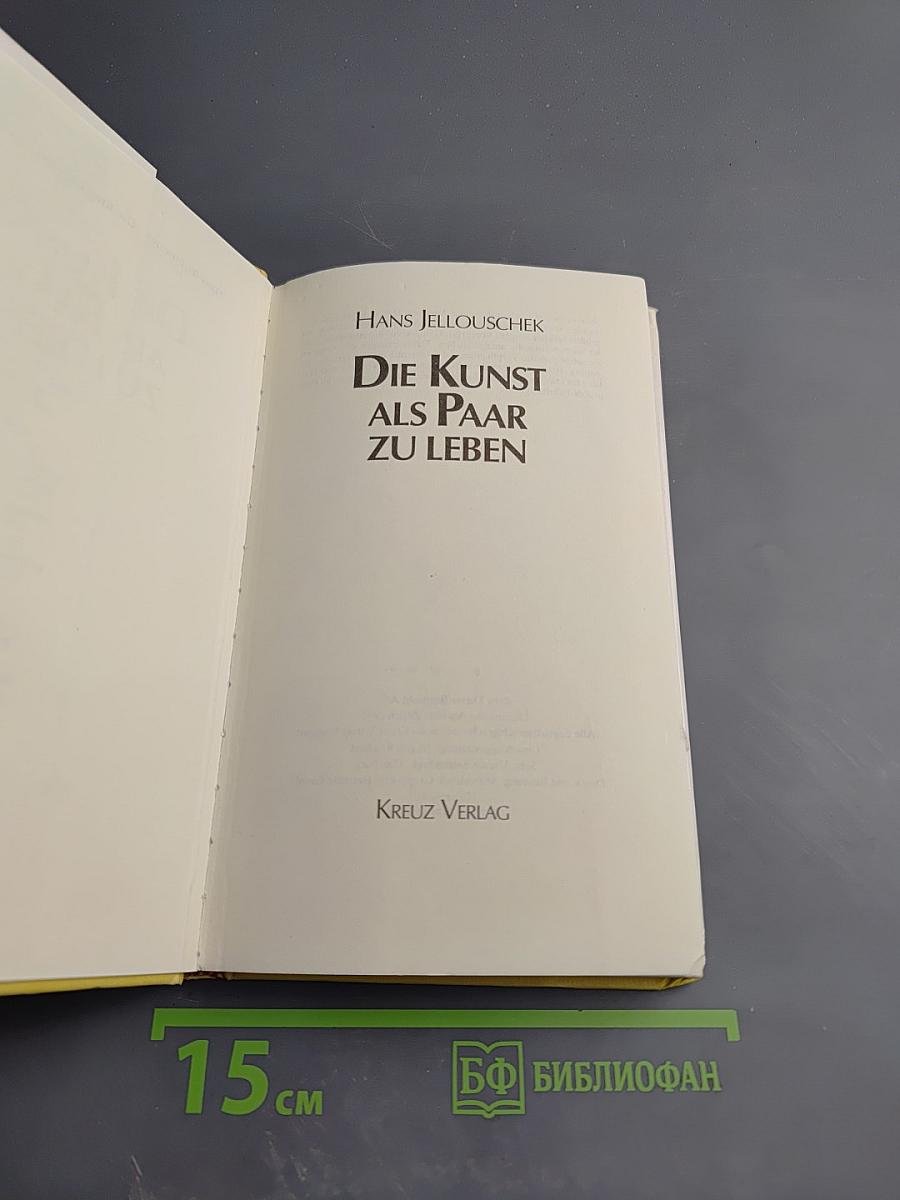 HANS JELLOUSCHEK
DIE KUNST
ALS PAAR
ZU LEBEN
KREUZ VERLAG
15 см
БФ БИБЛИОФАН